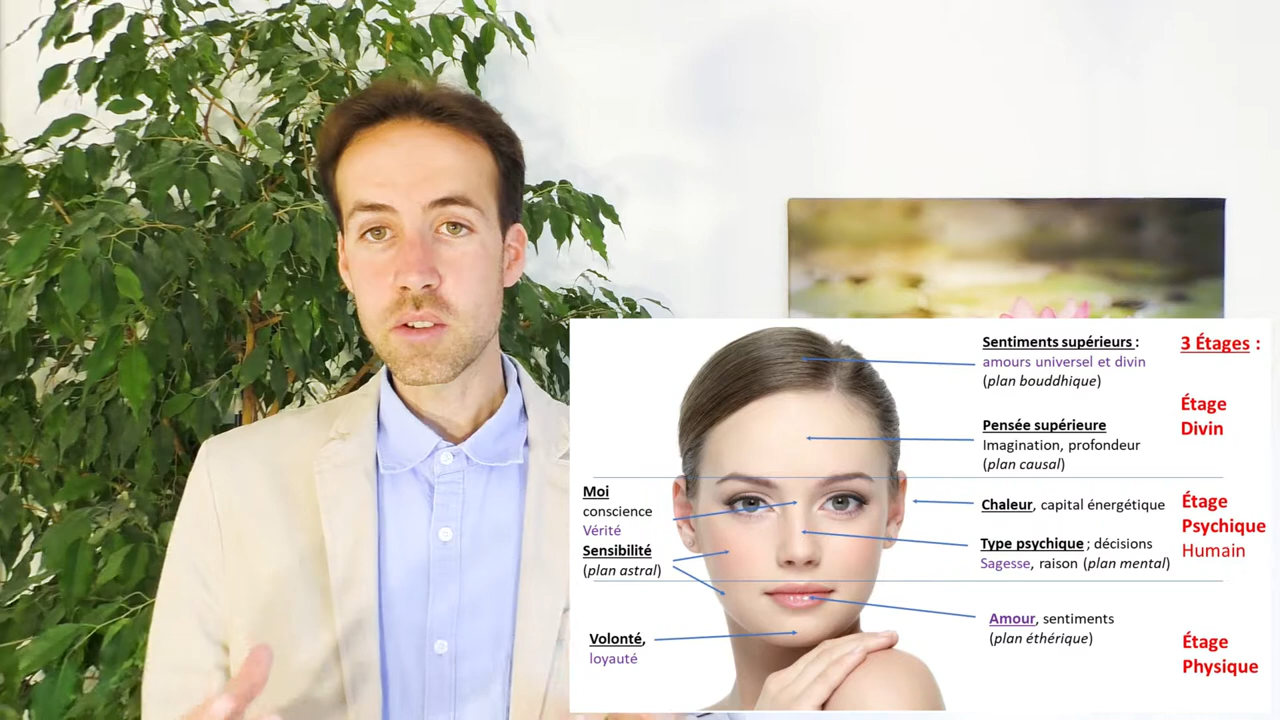 Sentiments supérieurs :
amours universel et divin
(plan bouddhique)
Pensée supérieure
Imagination, profondeur
(plan causal)
Moi
conscience
Vérité
Sensibilité
(plan astral)
Chaleur, capital énergétique
Type psychique ; décisions
Sagesse, raison (plan mental)
Volonté,
loyauté
Amour, sentiments
(plan éthérique)
3 Étages :
Étage
Divin
Étage
Psychique
Humain
Étage
Physique